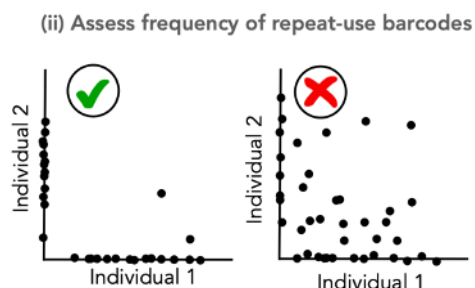 (ii) Assess frequency of repeat-use barcodes
Individual 2
Individual 1
Individual 2
Individual 1